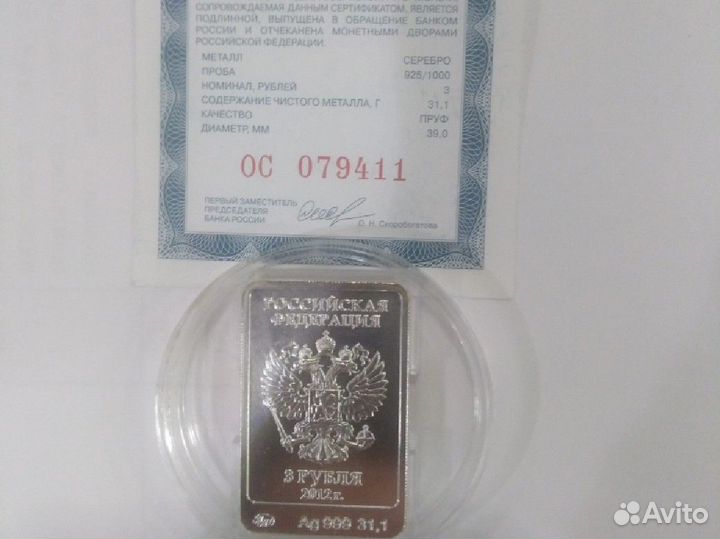 СОПРОВОЖДАЕМАЯ ДАННЫМ СЕРТИФИКАТОМ, ЯВЛЯЕТСЯ
ПОДЛИННОЙ, ВЫПУЩЕНА В ОБРАЩЕНИЕ БАНКОМ
РОССИИ И ОТЧЕКАНЕНА МОНЕТНЫМИ ДВОРАМИ
РОССИЙСКОЙ ФЕДЕРАЦИИ.
МЕТАЛЛ СЕРЕБРО
ПРОБА 925/1000
НОМИНАЛ, РУБЛЕЙ 3
СОДЕРЖАНИЕ ЧИСТОГО МЕТАЛЛА, Г 31,1
КАЧЕСТВО ПРУФ
ДИАМЕТР, ММ 39,0
ОС 079411
ПЕРВЫЙ ЗАМЕСТИТЕЛЬ
ПРЕДСЕДАТЕЛЯ
БАНКА РОССИИ
О. Н. Скоробогатова
РОССИЙСКАЯ
ФЕДЕРАЦИЯ
3 РУБЛЯ
2012 г.
Ag 999 31,1
Avito